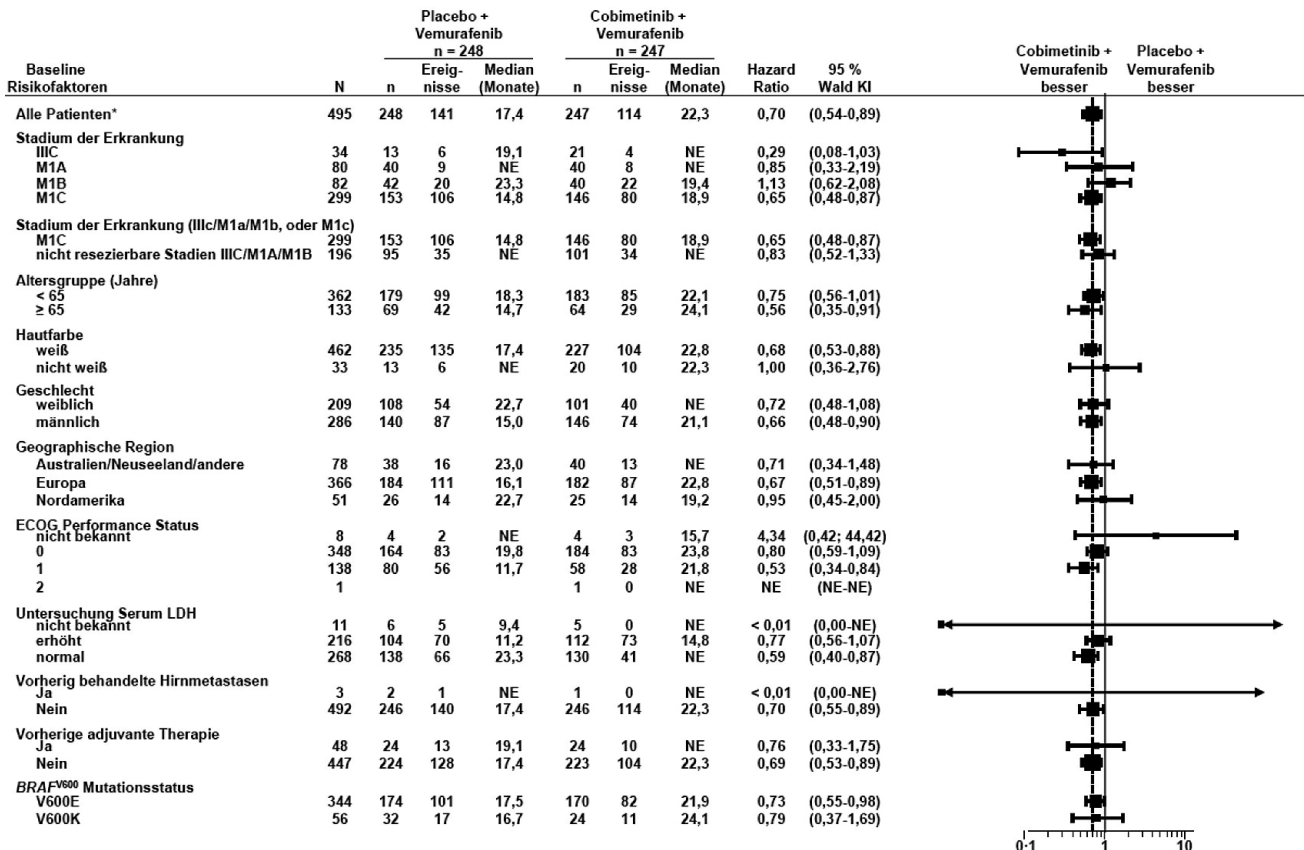 Placebo + Cobimetinib +
Vemurafenib Vemurafenib
n = 248 n = 247 Cobimetinib + Placebo +
Baseline Ereig- Median Ereig- Median Hazard 95 % Vemurafenib Vemurafenib
Risikofaktoren N n nisse (Monate) n nisse (Monate) Ratio Wald KI besser besser
Alle Patienten* 495 248 141 17,4 247 114 22,3 0,70 (0,54-0,89)
Stadium der Erkrankung
IIIC 34 13 6 19,1 21 4 NE 0,29 (0,08-1,03)
M1A 80 40 9 NE 40 8 NE 0,85 (0,33-2,19)
M1B 82 42 20 23,3 40 22 19,4 1,13 (0,62-2,08)
M1C 299 153 106 14,8 146 80 18,9 0,65 (0,48-0,87)
Stadium der Erkrankung (IIIc/M1a/M1b, oder M1c)
M1C 299 153 106 14,8 146 80 18,9 0,65 (0,48-0,87)
nicht resezierbare Stadien IIIC/M1A/M1B 196 95 35 NE 101 34 NE 0,83 (0,52-1,33)
Altersgruppe (Jahre)
< 65 362 179 99 18,3 183 85 22,1 0,75 (0,56-1,01)
≥ 65 133 69 42 14,7 64 29 24,1 0,56 (0,35-0,91)
Hautfarbe
weiß 462 235 135 17,4 227 104 22,8 0,68 (0,53-0,88)
nicht weiß 33 13 6 NE 20 10 22,3 1,00 (0,36-2,76)
Geschlecht
weiblich 209 108 54 22,7 101 40 NE 0,72 (0,48-1,08)
männlich 286 140 87 15,0 146 74 21,1 0,66 (0,48-0,90)
Geographische Region
Australien/Neuseeland/andere 78 38 16 23,0 40 13 NE 0,71 (0,34-1,48)
Europa 366 184 111 16,1 182 87 22,8 0,67 (0,51-0,89)
Nordamerika 51 26 14 22,7 25 14 19,2 0,95 (0,45-2,00)
ECOG Performance Status
nicht bekannt 8 4 2 NE 4 3 15,7 4,34 (0,42; 44,42)
0 348 164 83 19,8 184 83 23,8 0,80 (0,59-1,09)
1 138 80 56 11,7 58 28 21,8 0,53 (0,34-0,84)
2 1 1 0 NE NE (NE-NE)
Untersuchung Serum LDH
nicht bekannt 11 6 5 9,4 5 0 NE < 0,01 (0,00-NE)
erhöht 216 104 70 11,2 112 73 14,8 0,77 (0,56-1,07)
normal 268 138 66 23,3 130 41 NE 0,59 (0,40-0,87)
Vorherig behandelte Hirnmetastasen
Ja 3 2 1 NE 1 0 NE < 0,01 (0,00-NE)
Nein 492 246 140 17,4 246 114 22,3 0,70 (0,55-0,89)
Vorherige adjuvante Therapie
Ja 48 24 13 19,1 24 10 NE 0,76 (0,33-1,75)
Nein 447 224 128 17,4 223 104 22,3 0,69 (0,53-0,89)
BRAFV600 Mutationsstatus
V600E 344 174 101 17,5 170 82 21,9 0,73 (0,55-0,98)
V600K 56 32 17 16,7 24 11 24,1 0,79 (0,37-1,69)
0·1 1 10